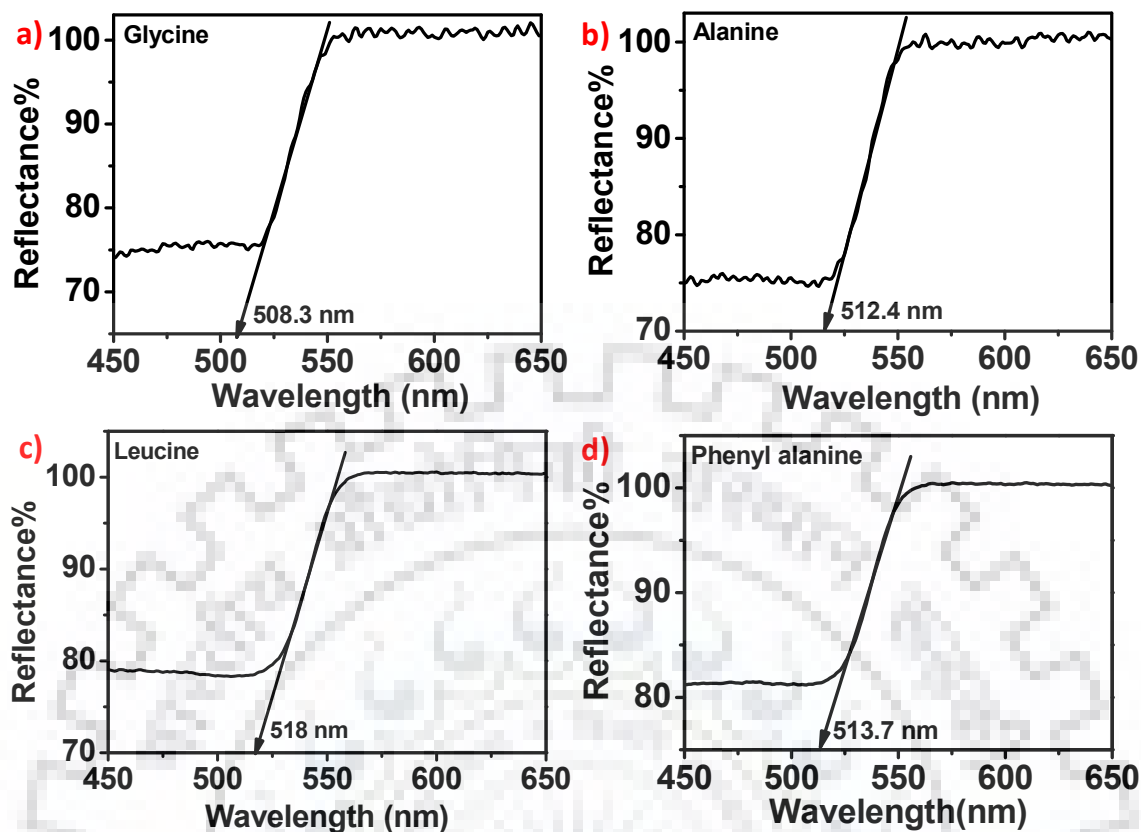 a) Glycine
Reflectance%
100
90
80
70
508.3 nm
450 500 550 600 650
Wavelength (nm)
b) Alanine
Reflectance%
100
90
80
70
512.4 nm
450 500 550 600 650
Wavelength (nm)
c) Leucine
Reflectance%
100
90
80
70
518 nm
450 500 550 600 650
Wavelength (nm)
d) Phenyl alanine
Reflectance%
100
90
80
513.7 nm
450 500 550 600 650
Wavelength(nm)